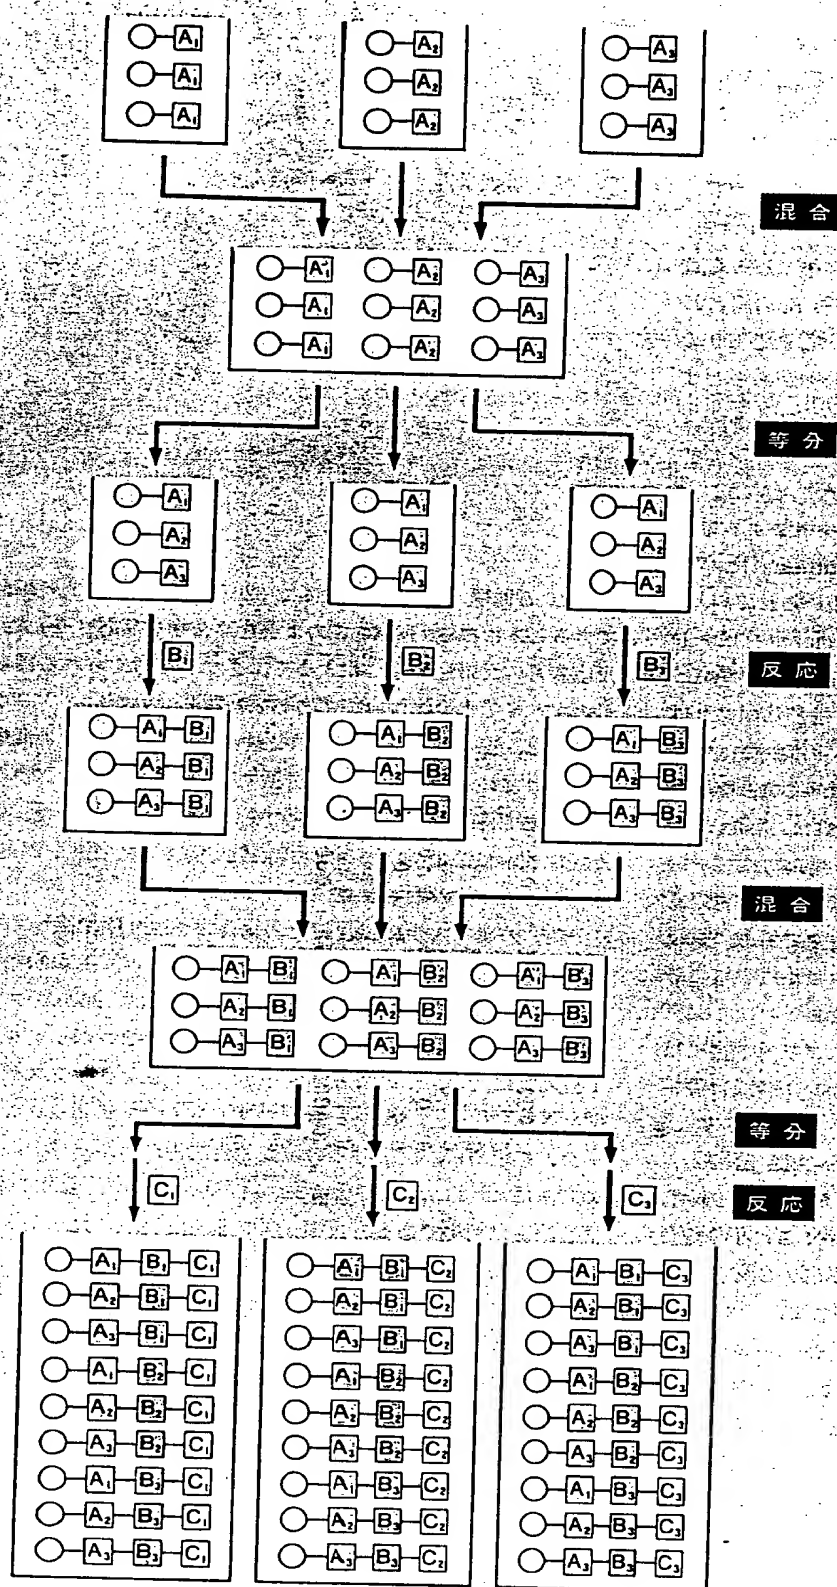 A₁ A₂ A₃
A₁ A₂ A₃
A₁ A₂ A₃
混合
A₁ A₂ A₃
A₁ A₂ A₃
A₁ A₂ A₃
等分
A₁ A₁ A₁
A₂ A₂ A₂
A₃ A₃ A₃
B₁ B₂ B₃ 反応
A₁ B₁ A₁ B₂ A₁ B₃
A₂ B₁ A₂ B₂ A₂ B₃
A₃ B₁ A₃ B₂ A₃ B₃
混合
A₁ B₁ A₁ B₂ A₁ B₃
A₂ B₁ A₂ B₂ A₂ B₃
A₃ B₁ A₃ B₂ A₃ B₃
等分
C₁ C₂ C₃ 反応
A₁ B₁ C₁ A₁ B₁ C₂ A₁ B₁ C₃
A₂ B₁ C₁ A₂ B₁ C₂ A₂ B₁ C₃
A₃ B₁ C₁ A₃ B₁ C₂ A₃ B₁ C₃
A₁ B₂ C₁ A₁ B₂ C₂ A₁ B₂ C₃
A₂ B₂ C₁ A₂ B₂ C₂ A₂ B₂ C₃
A₃ B₂ C₁ A₃ B₂ C₂ A₃ B₂ C₃
A₁ B₃ C₁ A₁ B₃ C₂ A₁ B₃ C₃
A₂ B₃ C₁ A₂ B₃ C₂ A₂ B₃ C₃
A₃ B₃ C₁ A₃ B₃ C₂ A₃ B₃ C₃